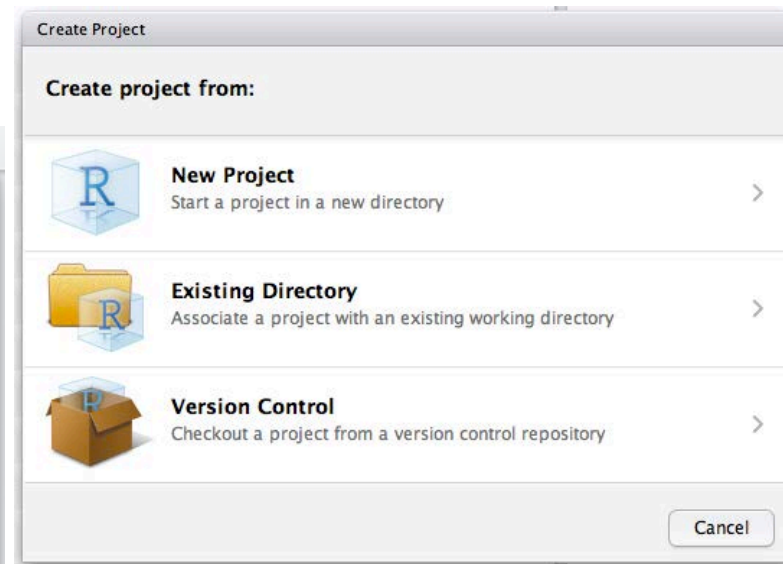 Create Project
Create project from:
R
New Project
Start a project in a new directory
R
Existing Directory
Associate a project with an existing working directory
R
Version Control
Checkout a project from a version control repository
Cancel